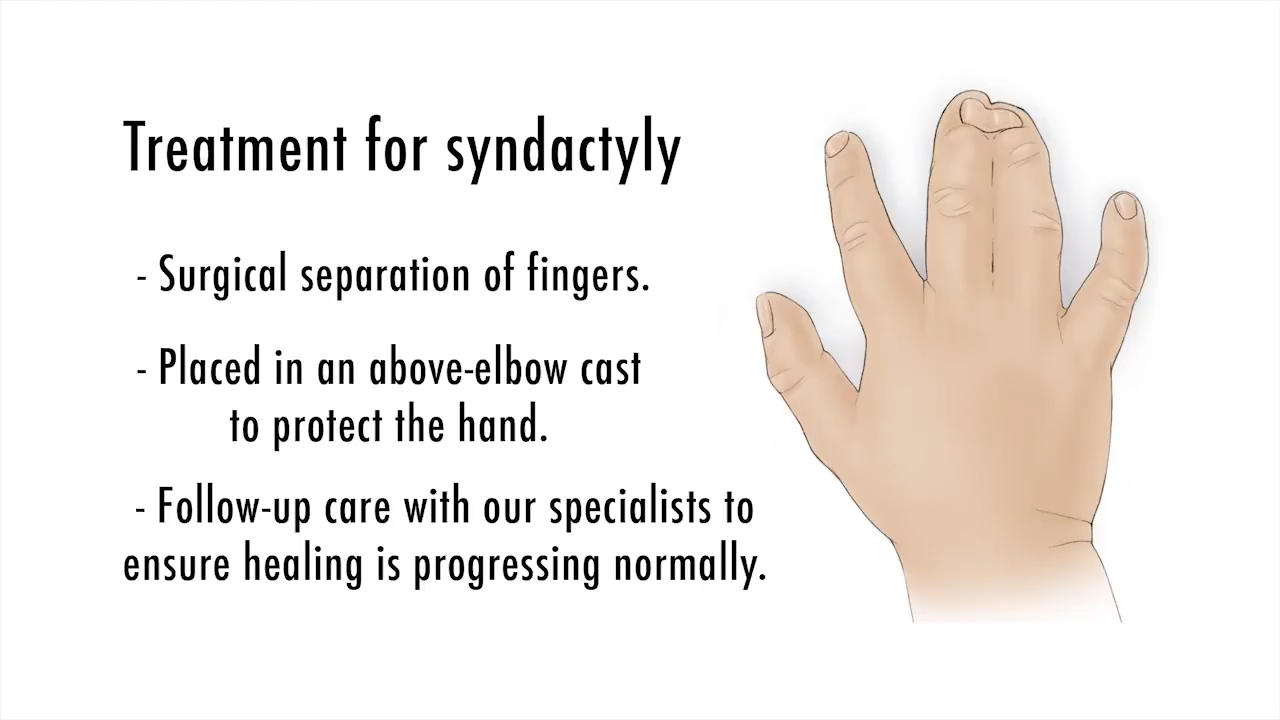 Treatment for syndactyly
- Surgical separation of fingers.
- Placed in an above-elbow cast
to protect the hand.
- Follow-up care with our specialists to
ensure healing is progressing normally.